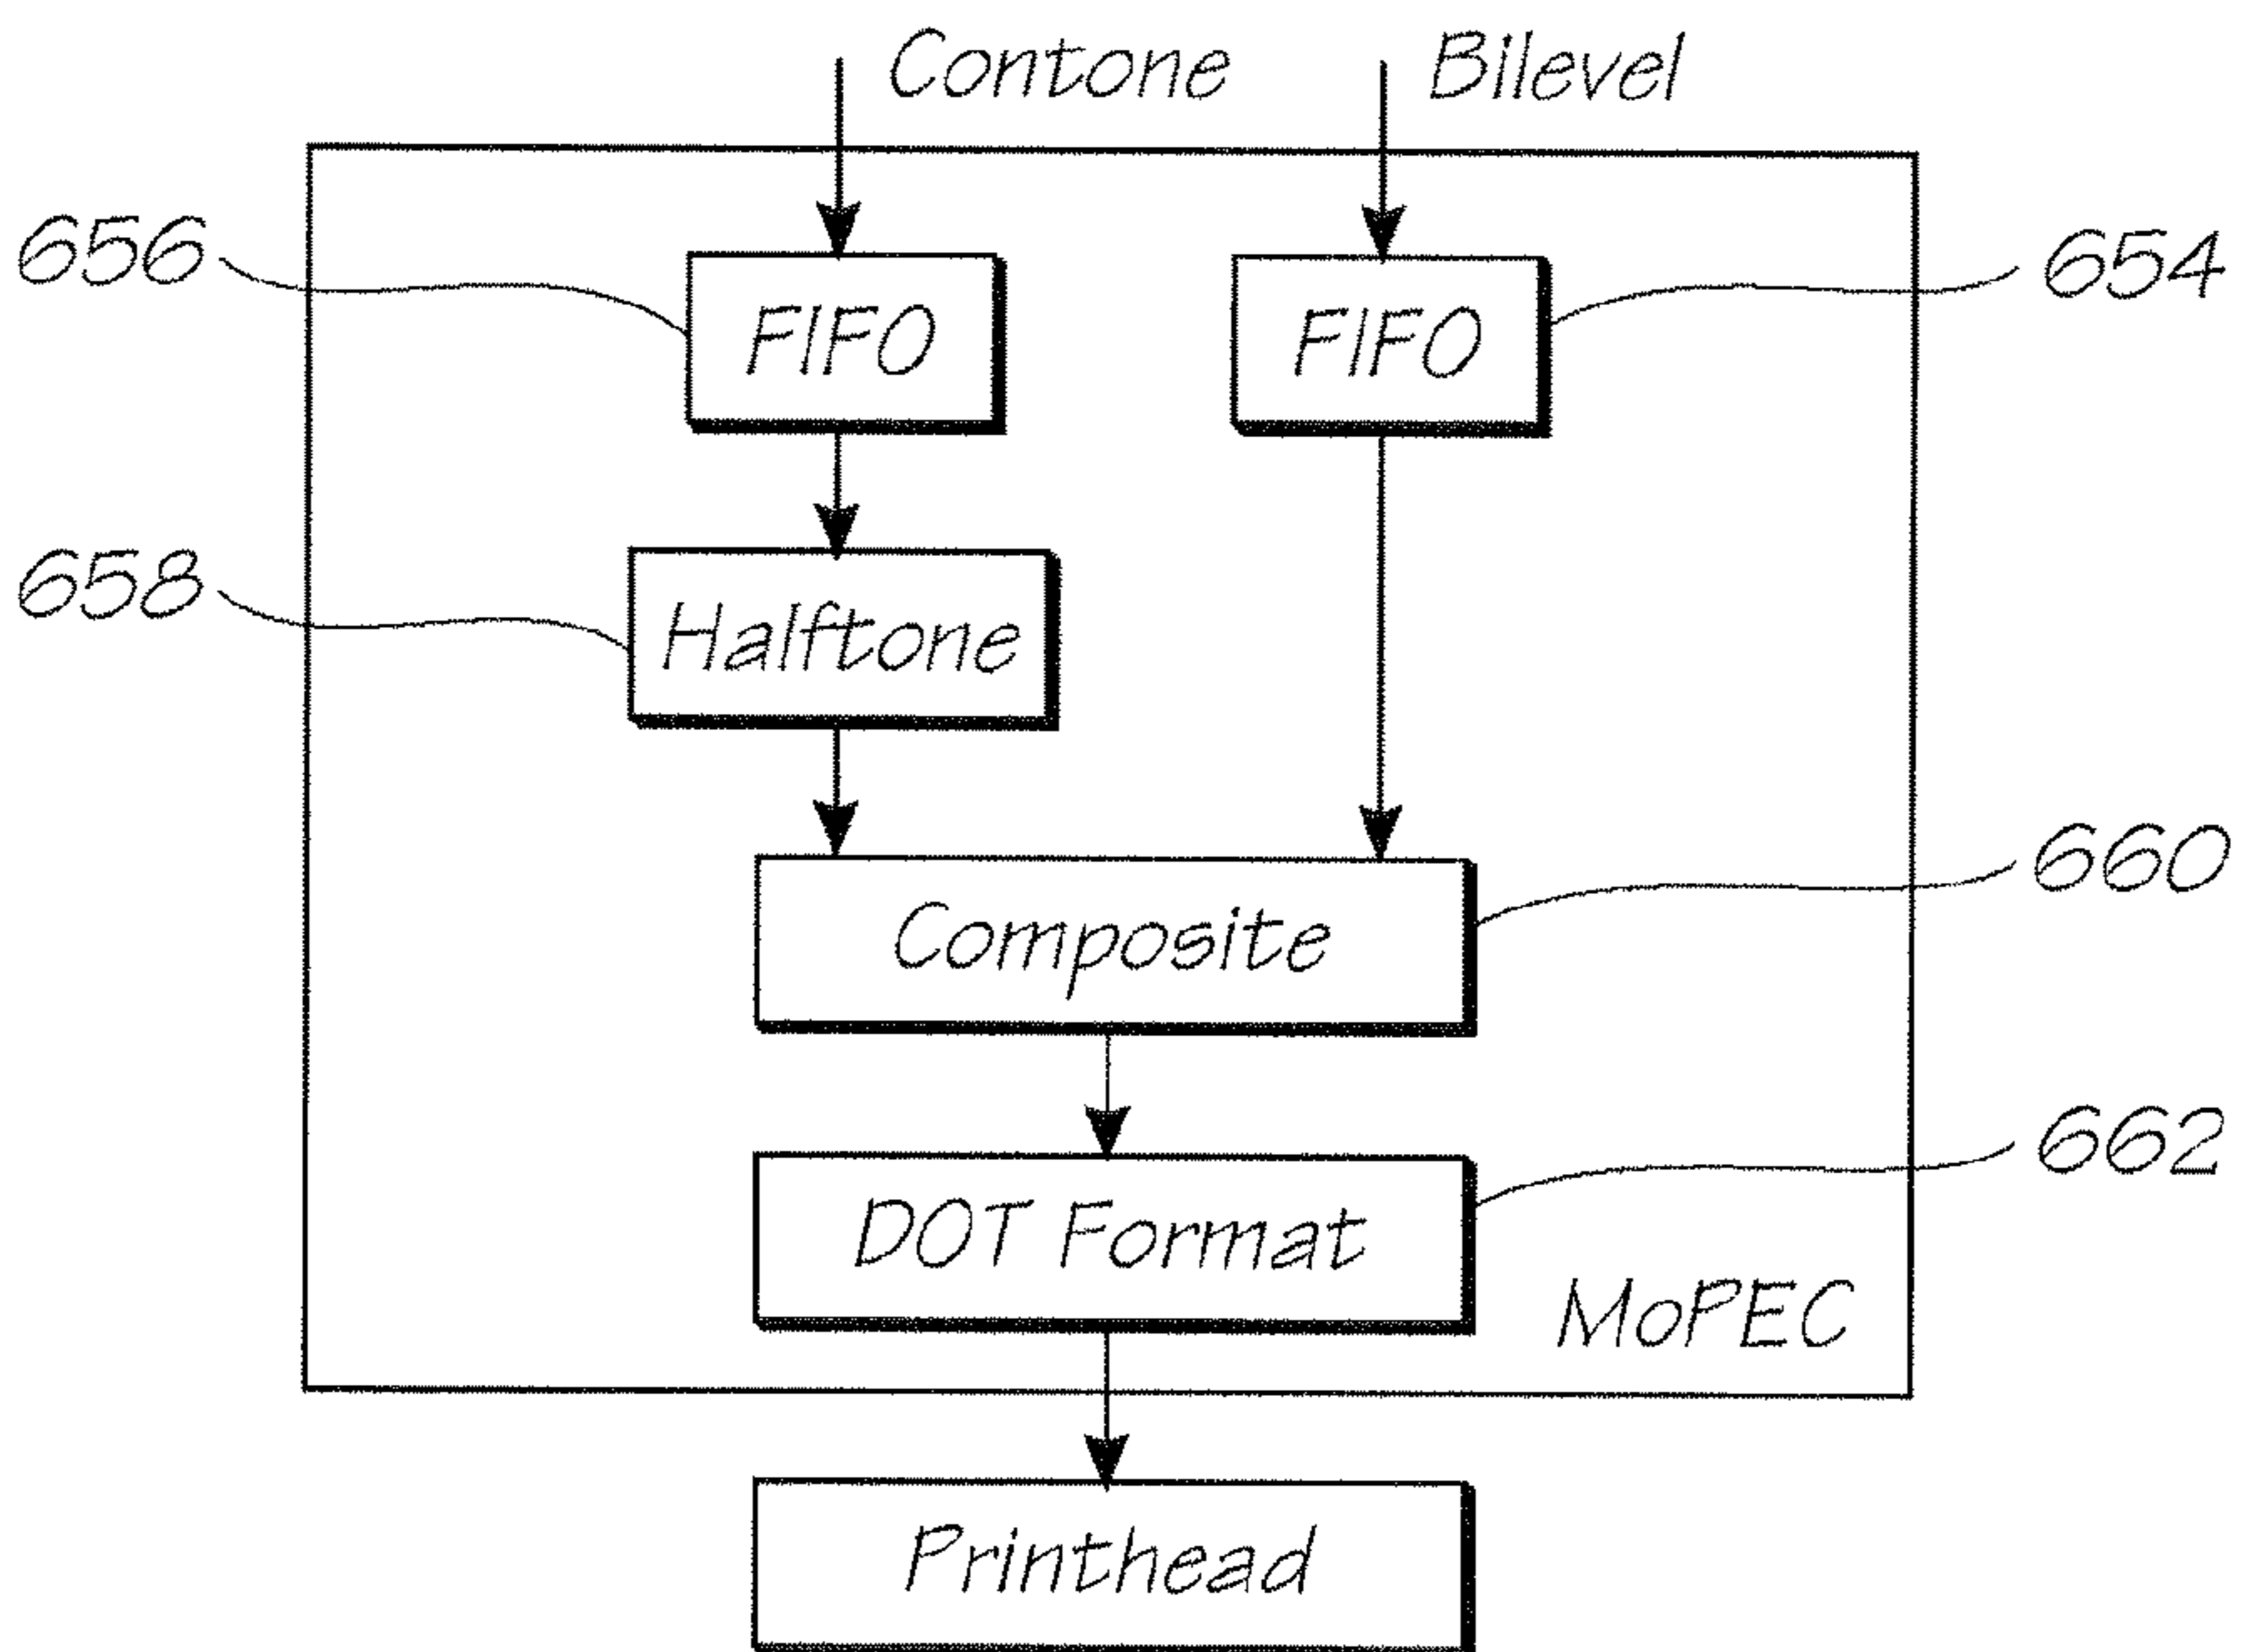 Contone
Bilevel
656
FIFO
FIFO
654
658
Halftone
Composite
660
DOT Format
662
MoPEC
Printhead